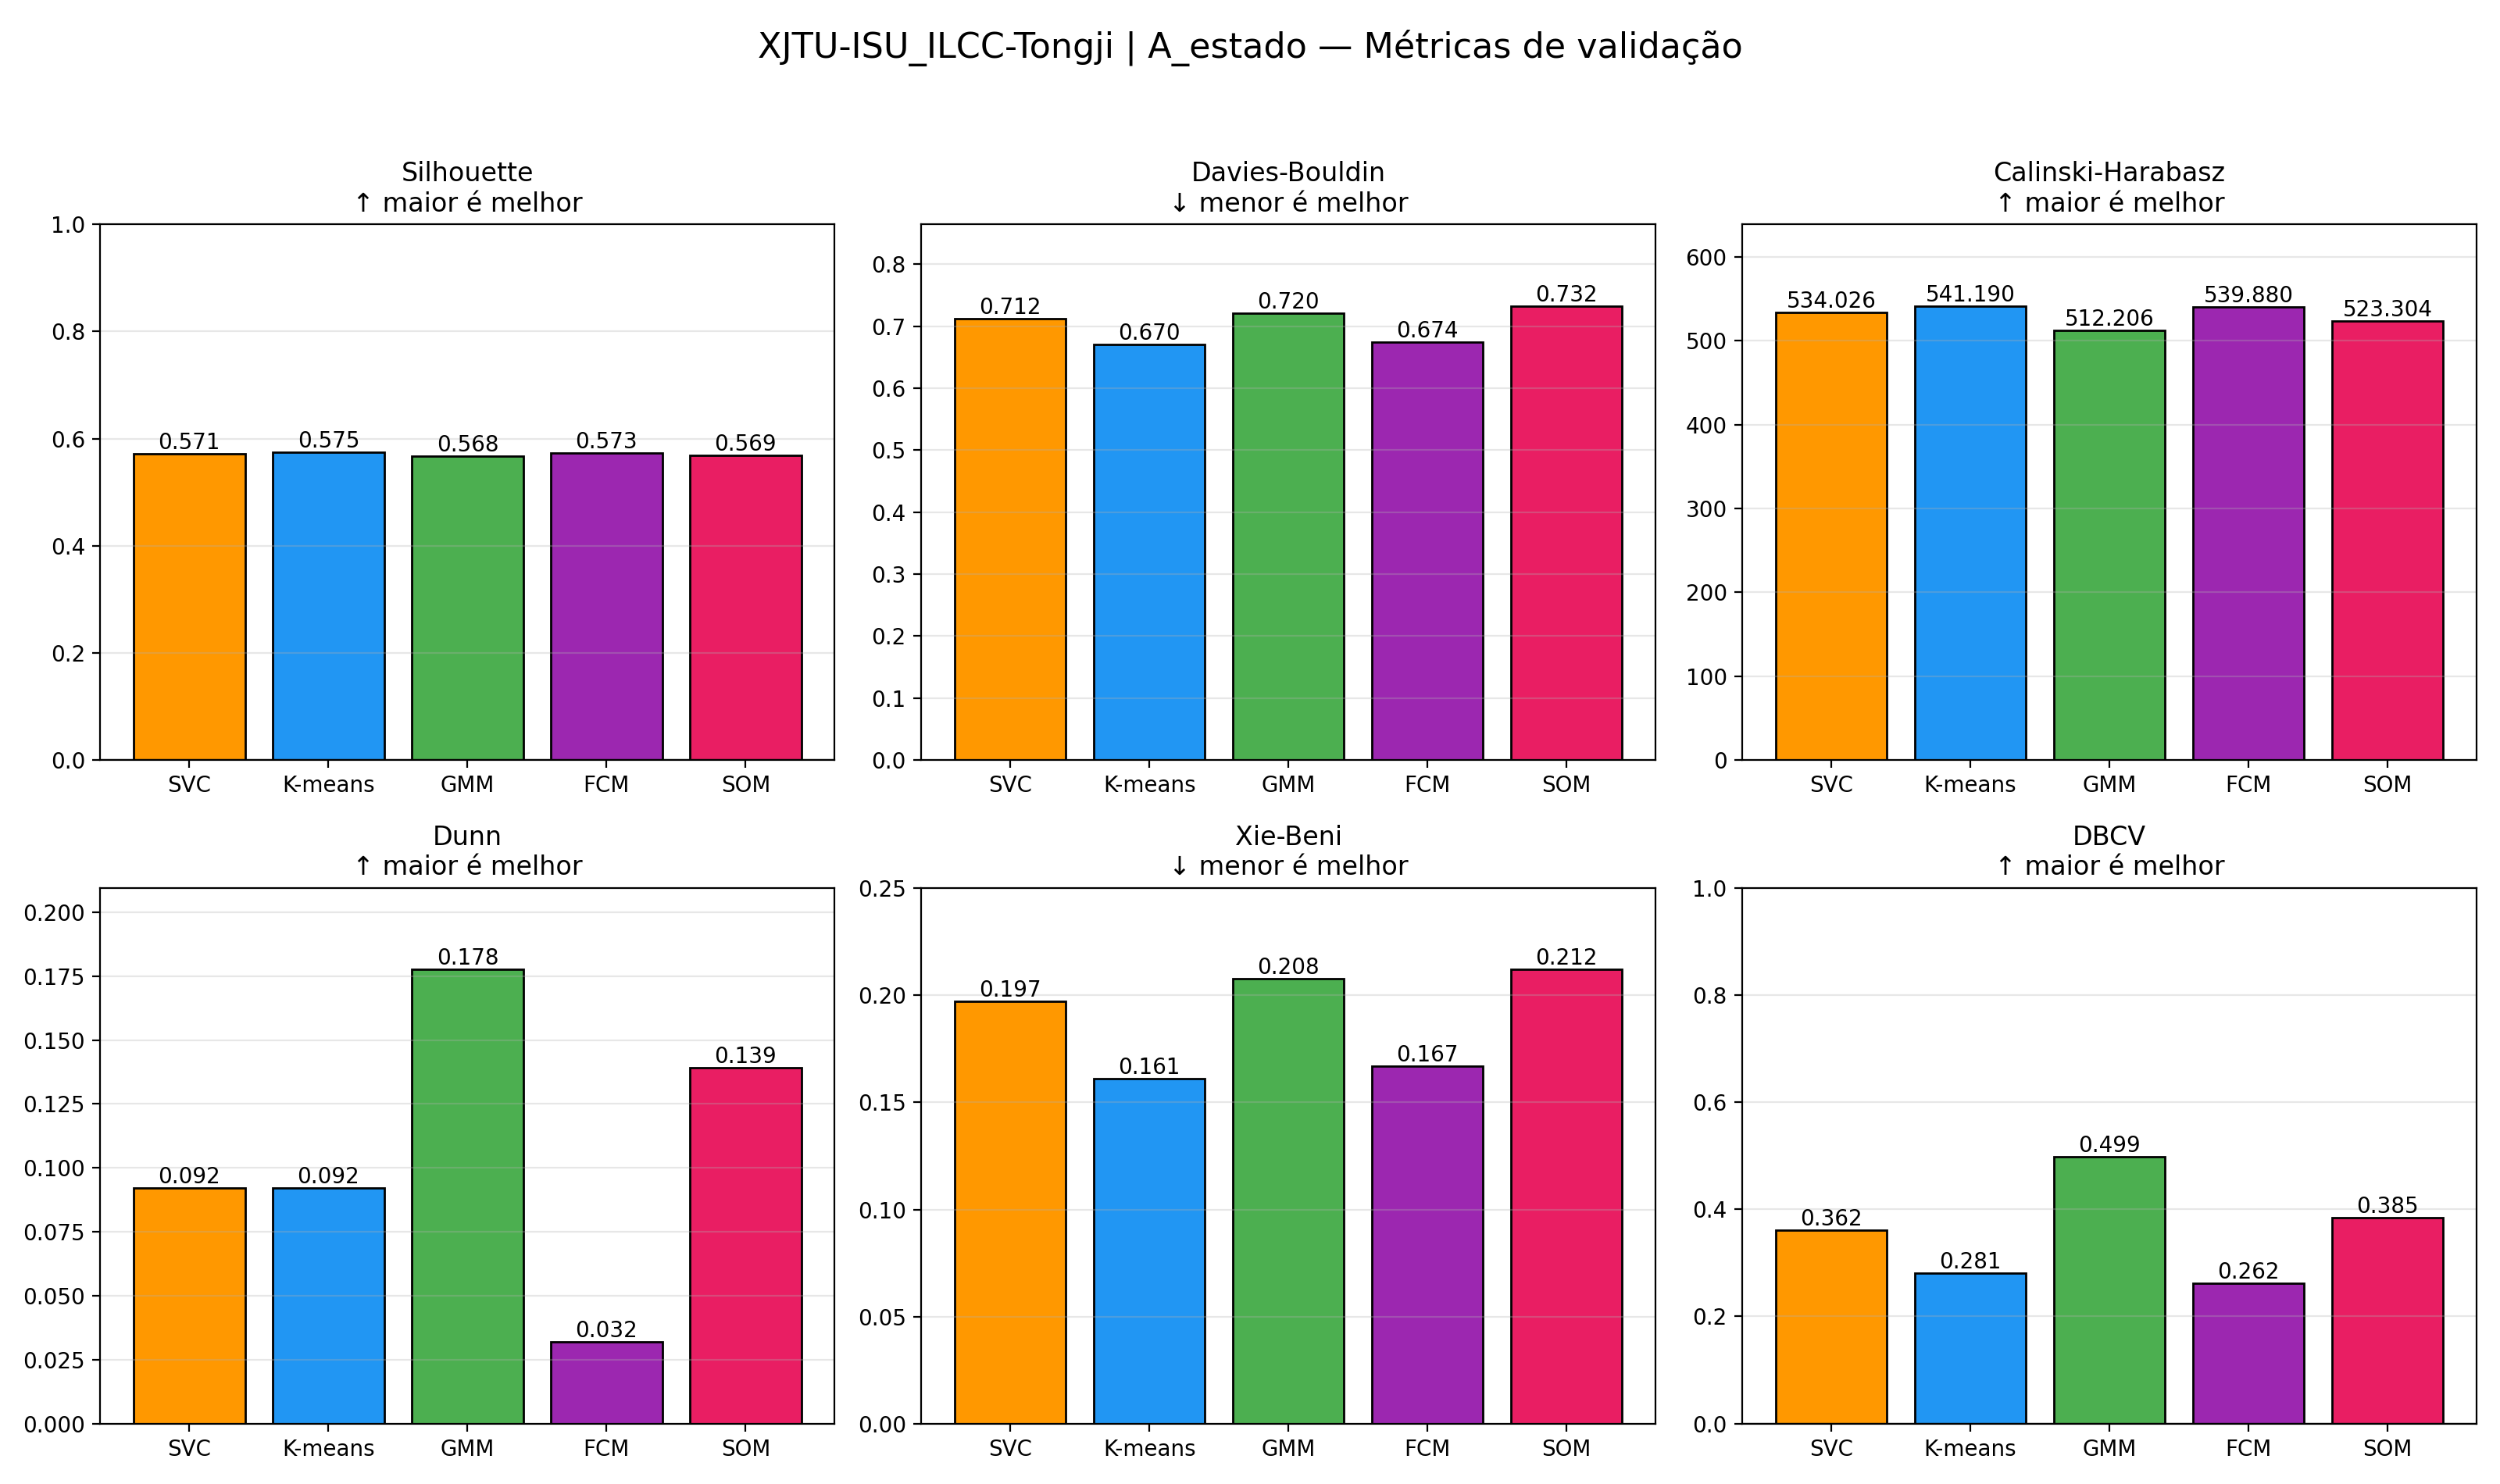 XJTU-ISU_ILCC-Tongji | A_estado — Métricas de validação
Silhouette
↑ maior é melhor
1.0
0.8
0.6
0.4
0.2
0.0
0.571
0.575
0.568
0.573
0.569
SVC
K-means
GMM
FCM
SOM
Davies-Bouldin
↓ menor é melhor
0.8
0.7
0.6
0.5
0.4
0.3
0.2
0.1
0.0
0.712
0.670
0.720
0.674
0.732
SVC
K-means
GMM
FCM
SOM
Calinski-Harabasz
↑ maior é melhor
600
500
400
300
200
100
0
534.026
541.190
512.206
539.880
523.304
SVC
K-means
GMM
FCM
SOM
Dunn
↑ maior é melhor
0.200
0.175
0.150
0.125
0.100
0.075
0.050
0.025
0.000
0.092
0.092
0.178
0.032
0.139
SVC
K-means
GMM
FCM
SOM
Xie-Beni
↓ menor é melhor
0.25
0.20
0.15
0.10
0.05
0.00
0.197
0.161
0.208
0.167
0.212
SVC
K-means
GMM
FCM
SOM
DBCV
↑ maior é melhor
1.0
0.8
0.6
0.4
0.2
0.0
0.362
0.281
0.499
0.262
0.385
SVC
K-means
GMM
FCM
SOM